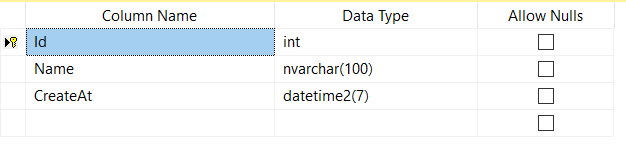 Column Name Data Type Allow Nulls
Id int
Name nvarchar(100)
CreateAt datetime2(7)